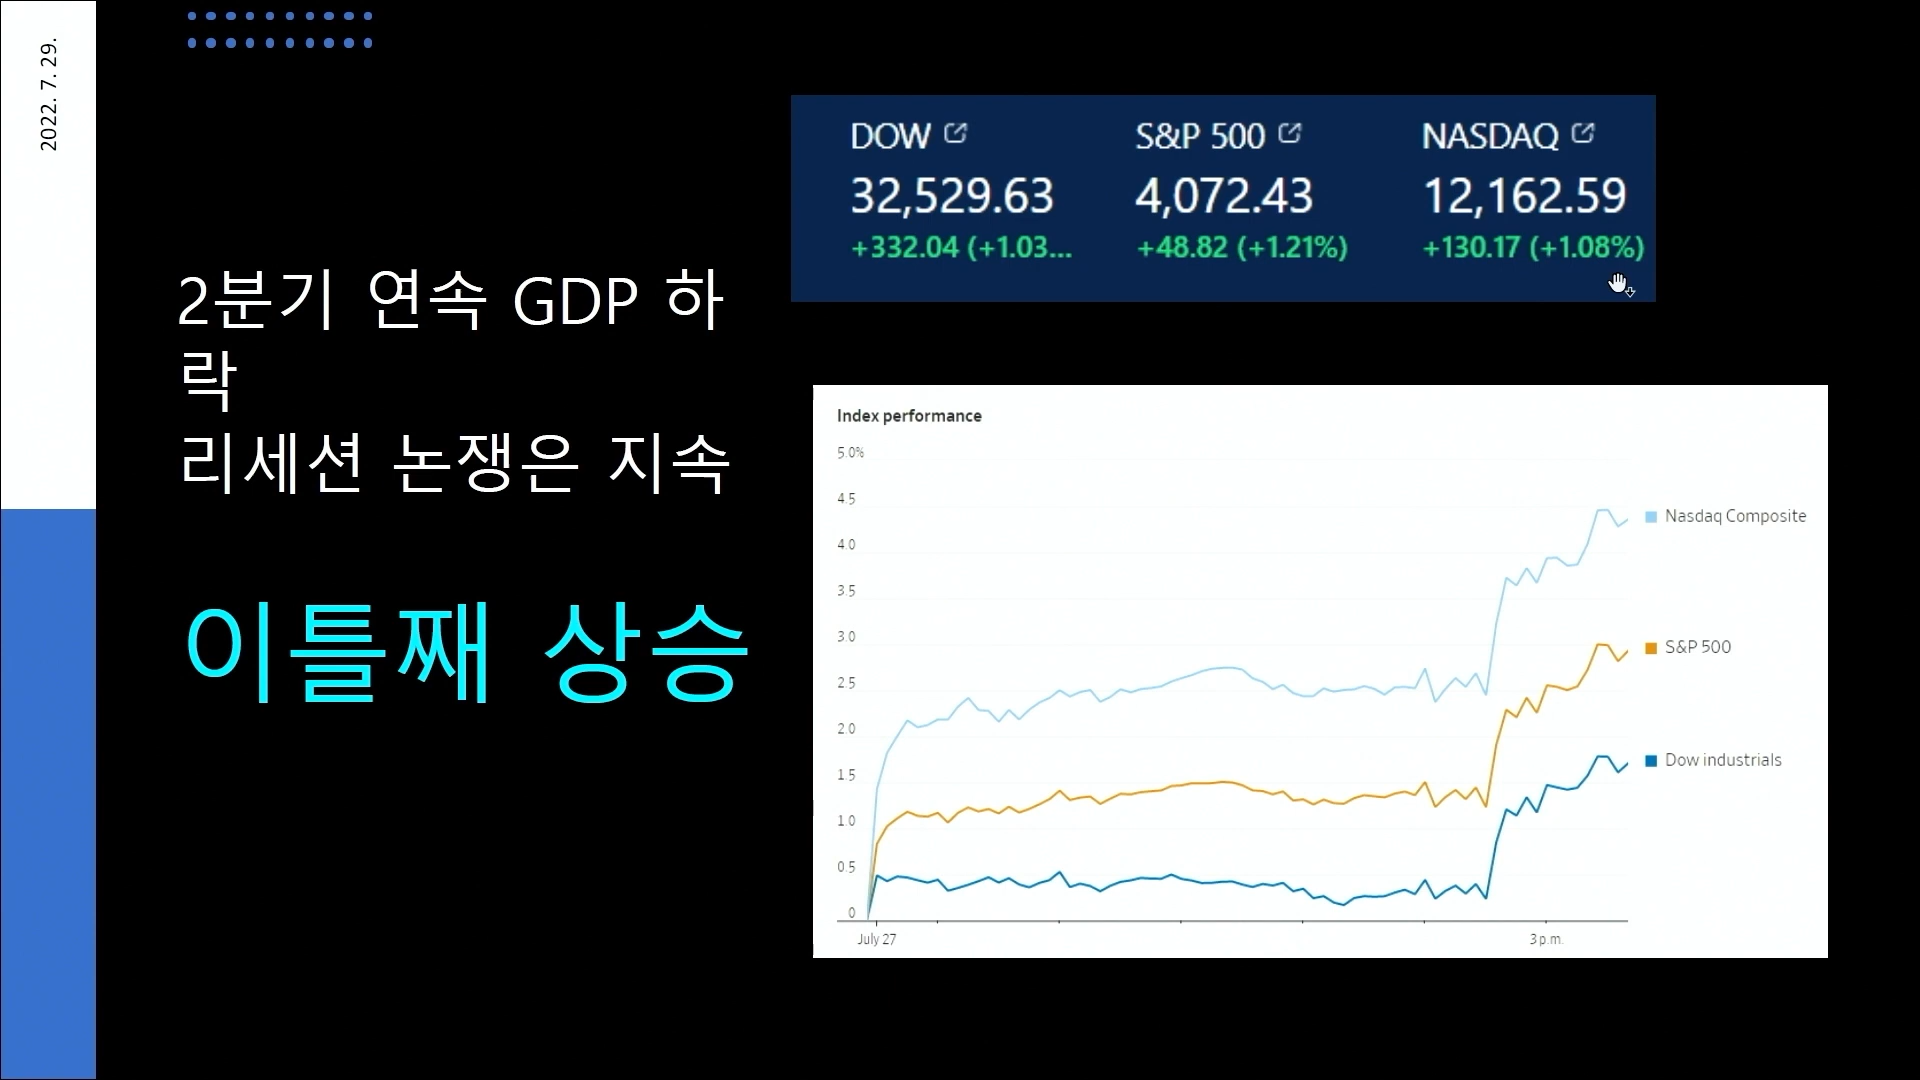 2022. 7. 29.
2분기 연속 GDP 하
락
리세션 논쟁은 지속
이틀째 상승
DOW S&P 500 NASDAQ
32,529.63 4,072.43 12,162.59
+332.04 (+1.03... +48.82 (+1.21%) +130.17 (+1.08%)
Index performance
5.0%
4.5
4.0
3.5
3.0
2.5
2.0
1.5
1.0
0.5
0
Nasdaq Composite
S&P 500
Dow industrials
July 27 3 p.m.